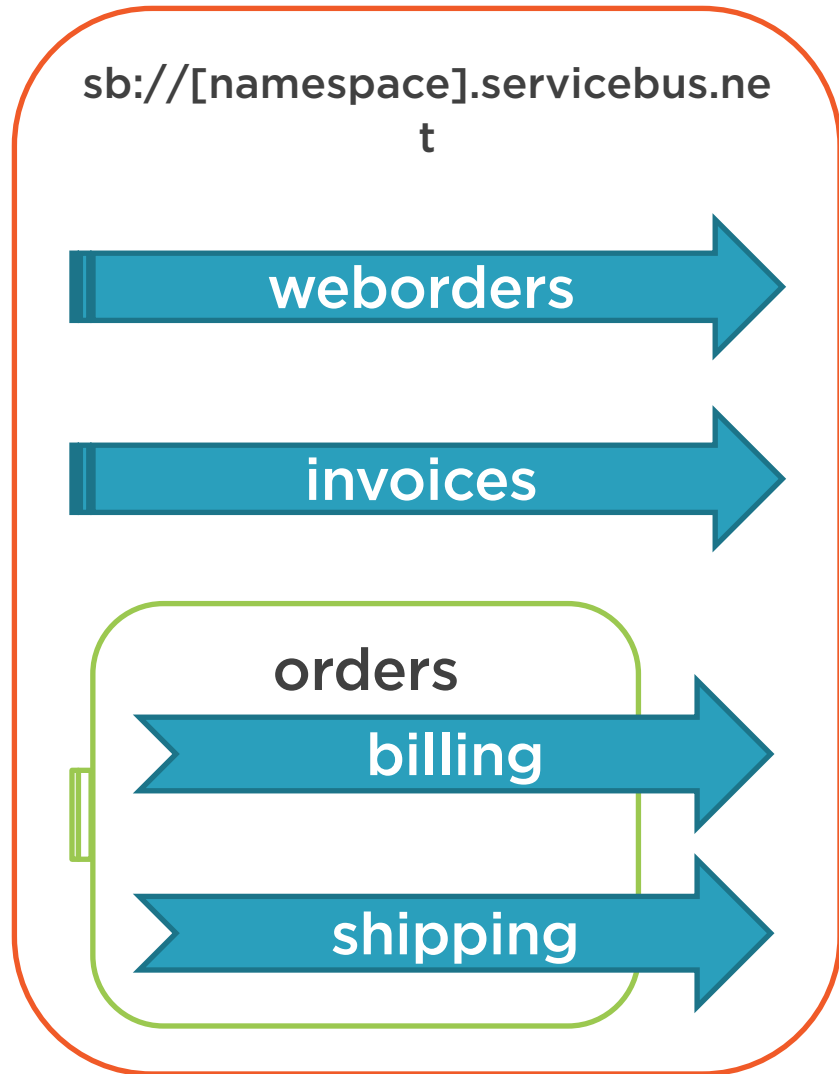 sb://[namespace].servicebus.ne
t
weborders
invoices
orders
billing
shipping